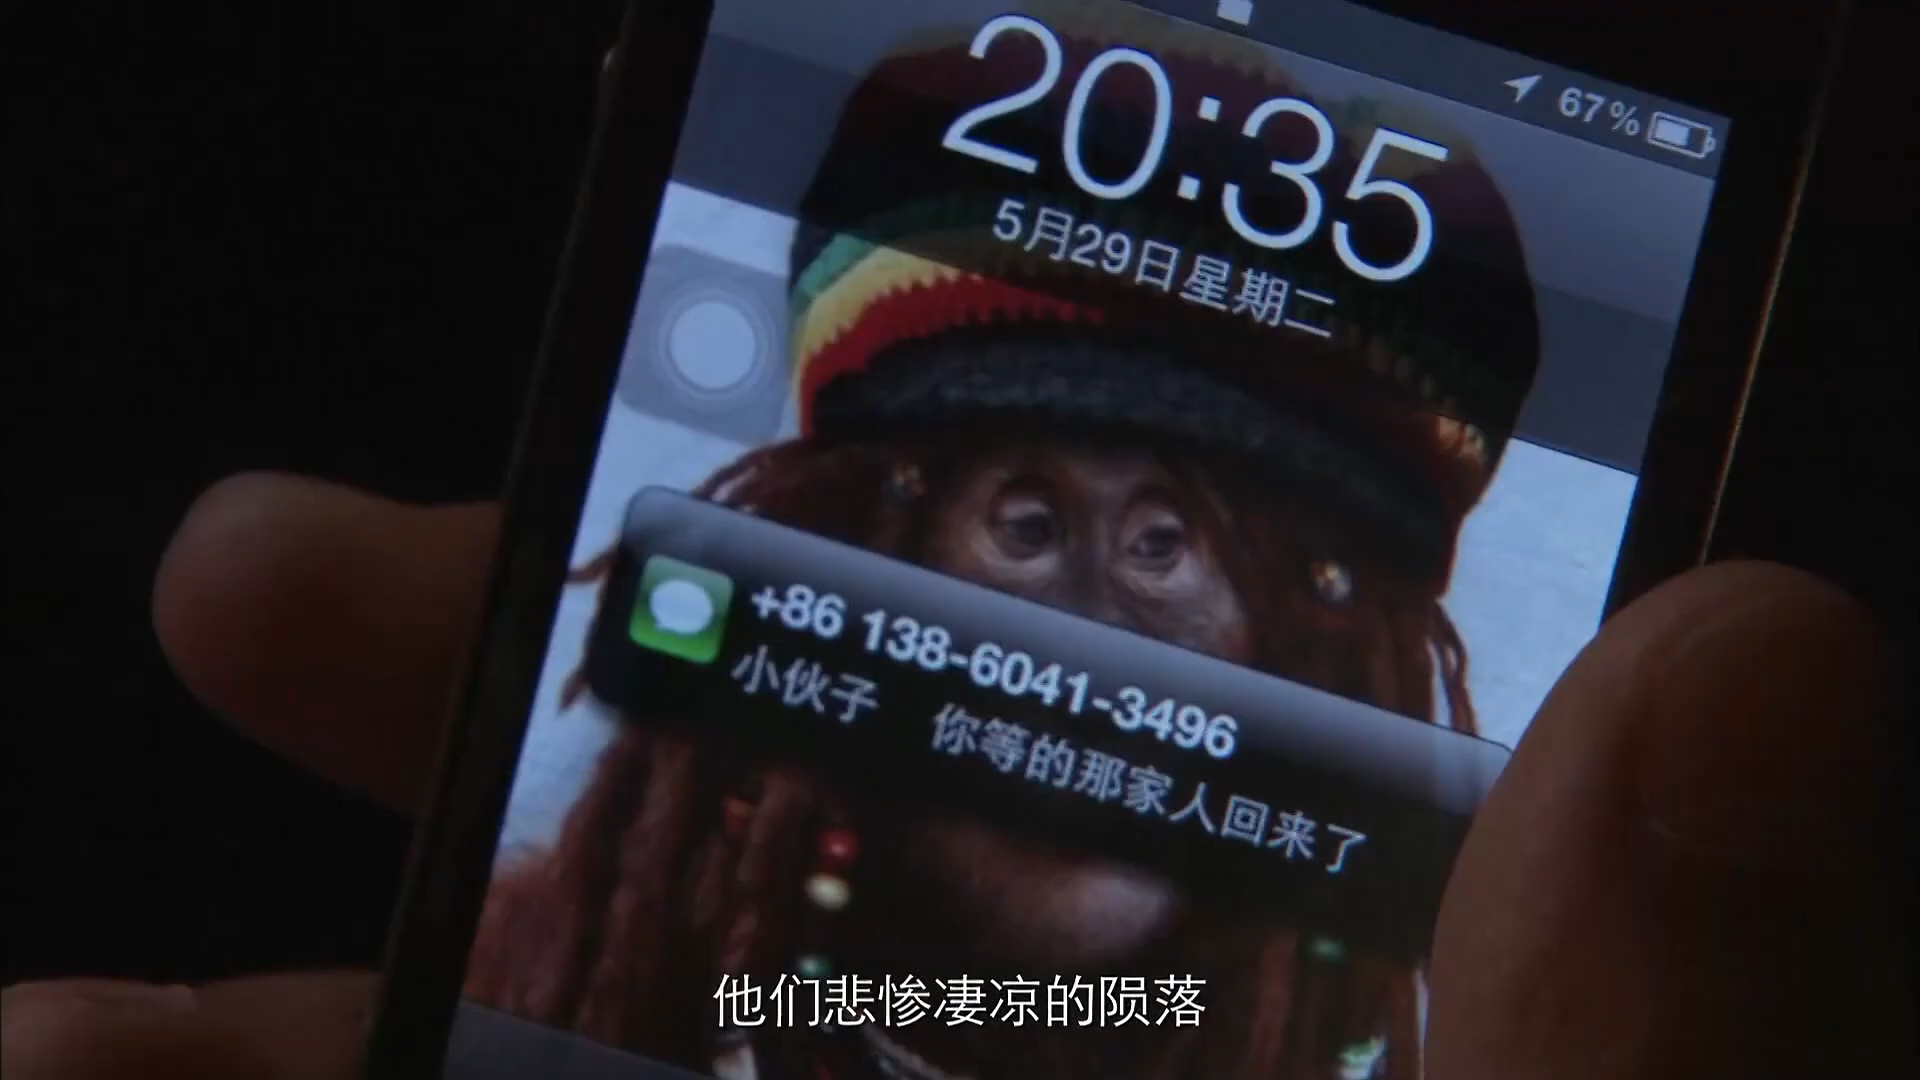 67%
20:35
5月29日星期二
+86 138-6041-3496
小伙子 你等的那家人回来了
他们悲惨凄凉的陨落